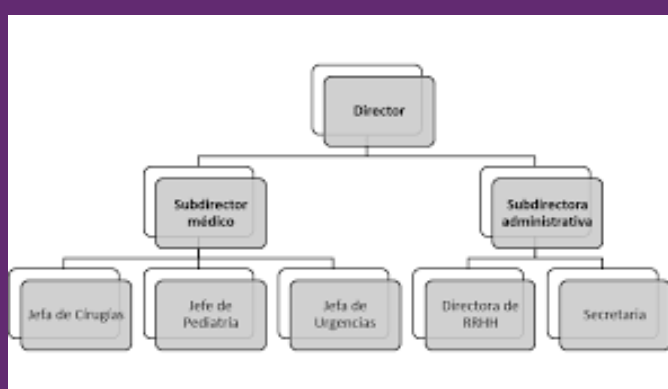 Director
Subdirector
médico
Subdirectora
administrativa
Jefa de Cirugías
Jefe de
Pediatría
Jefa de
Urgencias
Directora de
RRHH
Secretaria